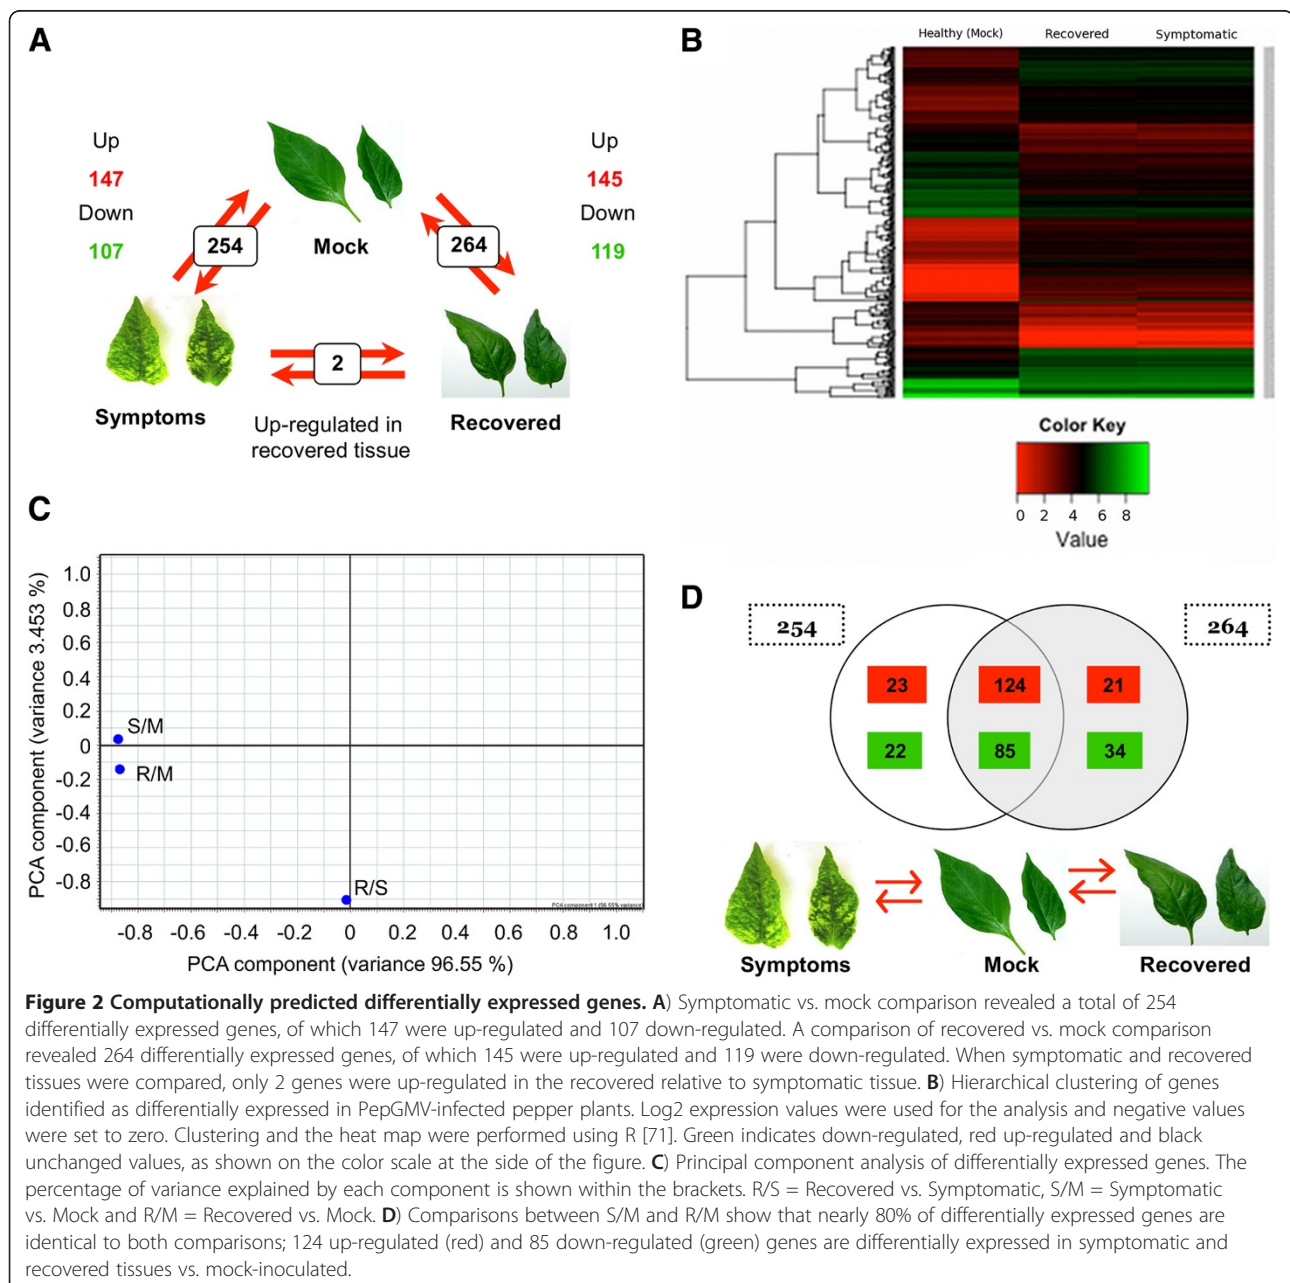 A
Up
147
Down
107
Up
145
Down
119
254
Mock
264
2
Symptoms
Up-regulated in
recovered tissue
Recovered
B
Healthy (Mock) Recovered Symptomatic
Color Key
0 2 4 6 8
Value
C
PCA component (variance 3.453 %)
1.0
0.8
0.6
0.4
0.2
0
-0.2
-0.4
-0.6
-0.8
S/M
R/M
R/S
PCA component 1 (96.55% variance)
-0.8 -0.6 -0.4 -0.2 0 0.2 0.4 0.6 0.8 1.0
PCA component (variance 96.55 %)
D
254
264
23 124 21
22 85 34
Symptoms Mock Recovered
Figure 2 Computationally predicted differentially expressed genes. A) Symptomatic vs. mock comparison revealed a total of 254
differentially expressed genes, of which 147 were up-regulated and 107 down-regulated. A comparison of recovered vs. mock comparison
revealed 264 differentially expressed genes, of which 145 were up-regulated and 119 were down-regulated. When symptomatic and recovered
tissues were compared, only 2 genes were up-regulated in the recovered relative to symptomatic tissue. B) Hierarchical clustering of genes
identified as differentially expressed in PepGMV-infected pepper plants. Log2 expression values were used for the analysis and negative values
were set to zero. Clustering and the heat map were performed using R [71]. Green indicates down-regulated, red up-regulated and black
unchanged values, as shown on the color scale at the side of the figure. C) Principal component analysis of differentially expressed genes. The
percentage of variance explained by each component is shown within the brackets. R/S = Recovered vs. Symptomatic, S/M = Symptomatic
vs. Mock and R/M = Recovered vs. Mock. D) Comparisons between S/M and R/M show that nearly 80% of differentially expressed genes are
identical to both comparisons; 124 up-regulated (red) and 85 down-regulated (green) genes are differentially expressed in symptomatic and
recovered tissues vs. mock-inoculated.